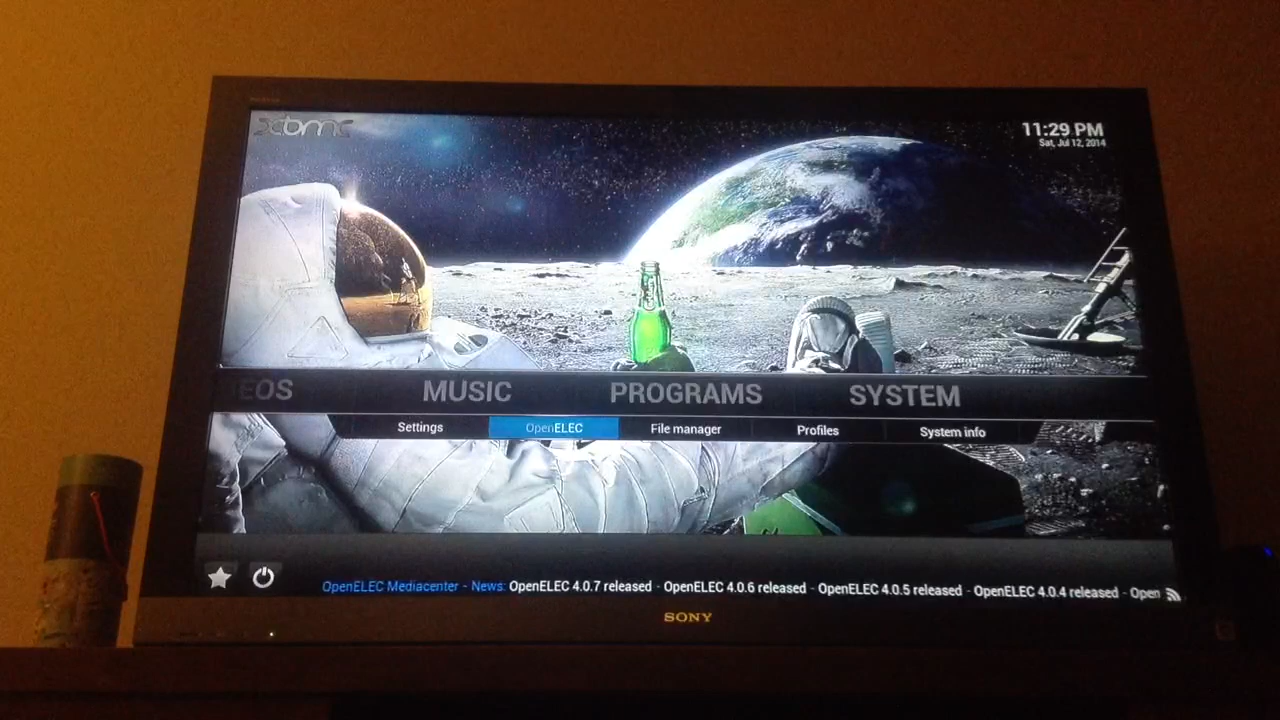 xbmc
11:29 PM
Sat, Jul 12, 2014
EOS MUSIC PROGRAMS SYSTEM
Settings OpenELEC File manager Profiles System info
OpenELEC Mediacenter - News: OpenELEC 4.0.7 released - OpenELEC 4.0.6 released - OpenELEC 4.0.5 released - OpenELEC 4.0.4 released - Open
SONY